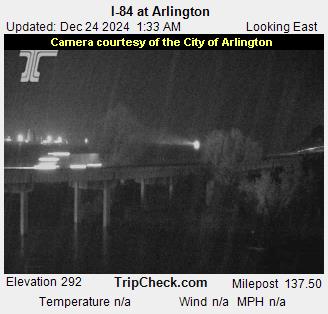 I-84 at Arlington
Updated: Dec 24 2024 1:33 AM Looking East
Camera courtesy of the City of Arlington
Elevation 292 TripCheck.com Milepost 137.50
Temperature n/a Wind n/a MPH n/a